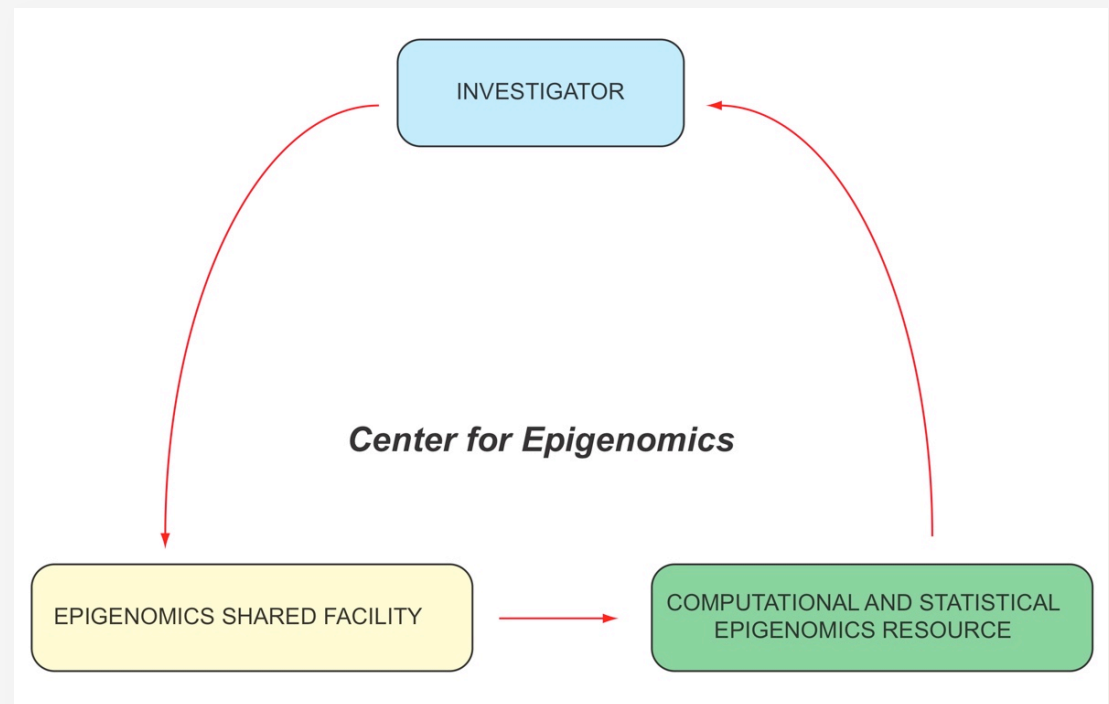 INVESTIGATOR
Center for Epigenomics
EPIGENOMICS SHARED FACILITY
COMPUTATIONAL AND STATISTICAL
EPIGENOMICS RESOURCE